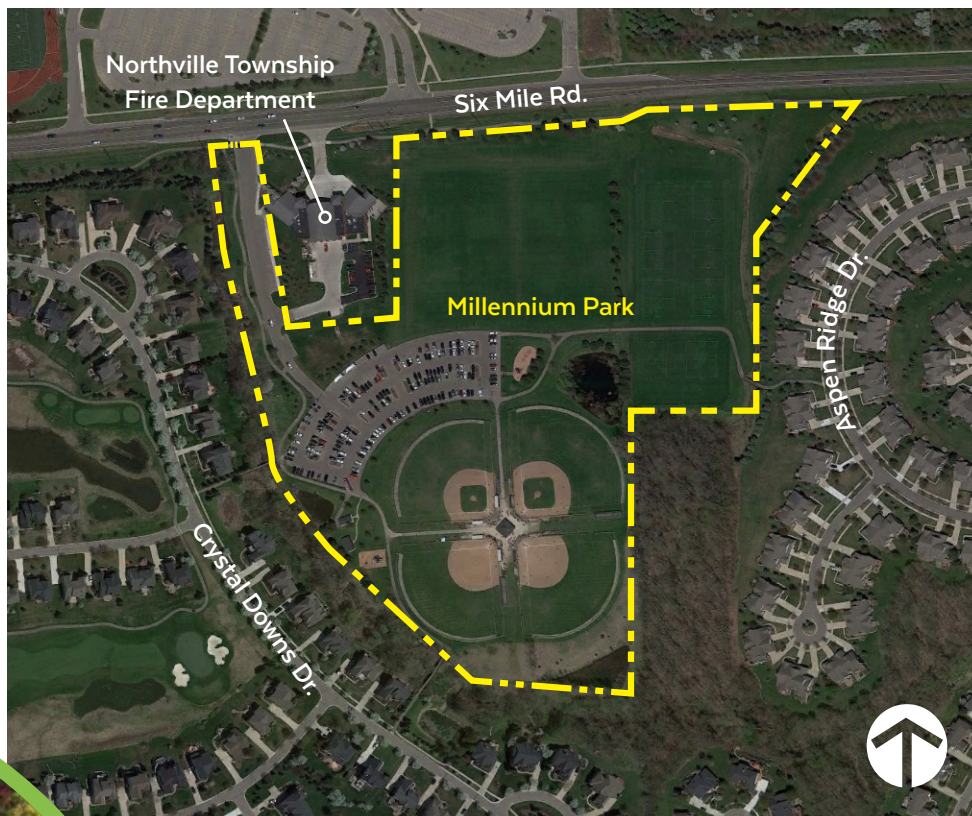 Northville Township
Fire Department
Six Mile Rd.
Millennium Park
Aspen Ridge Dr.
Crystal Downs Dr.